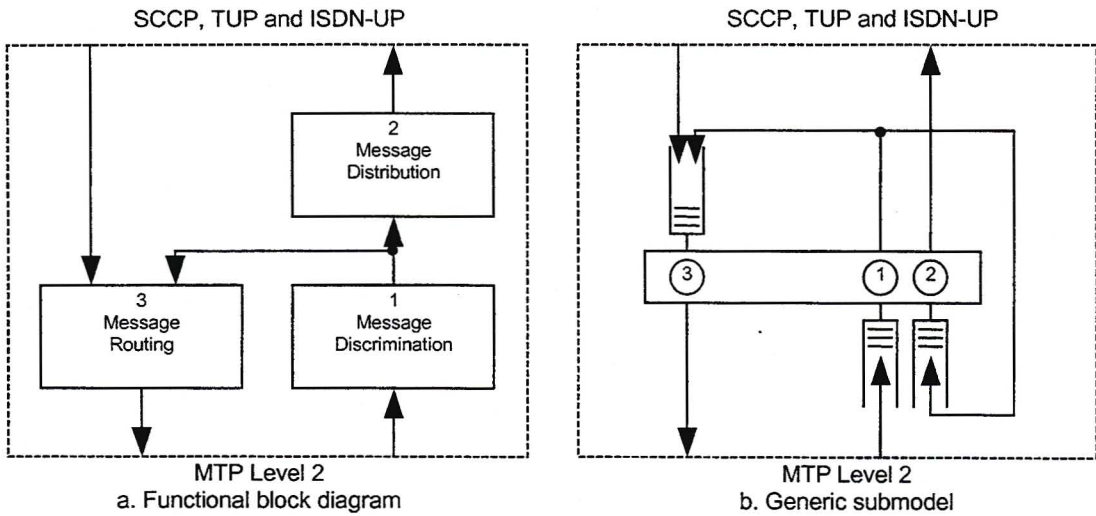 SCCP, TUP and ISDN-UP
2
Message
Distribution
3
Message
Routing
1
Message
Discrimination
MTP Level 2
a. Functional block diagram
SCCP, TUP and ISDN-UP
3
1
2
MTP Level 2
b. Generic submodel